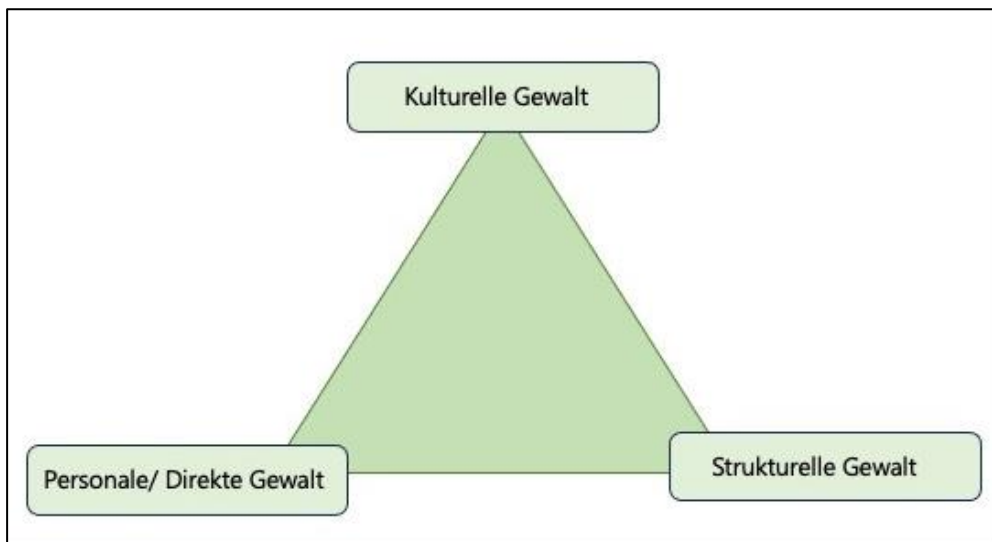 Kulturelle Gewalt
Personale/ Direkte Gewalt
Strukturelle Gewalt